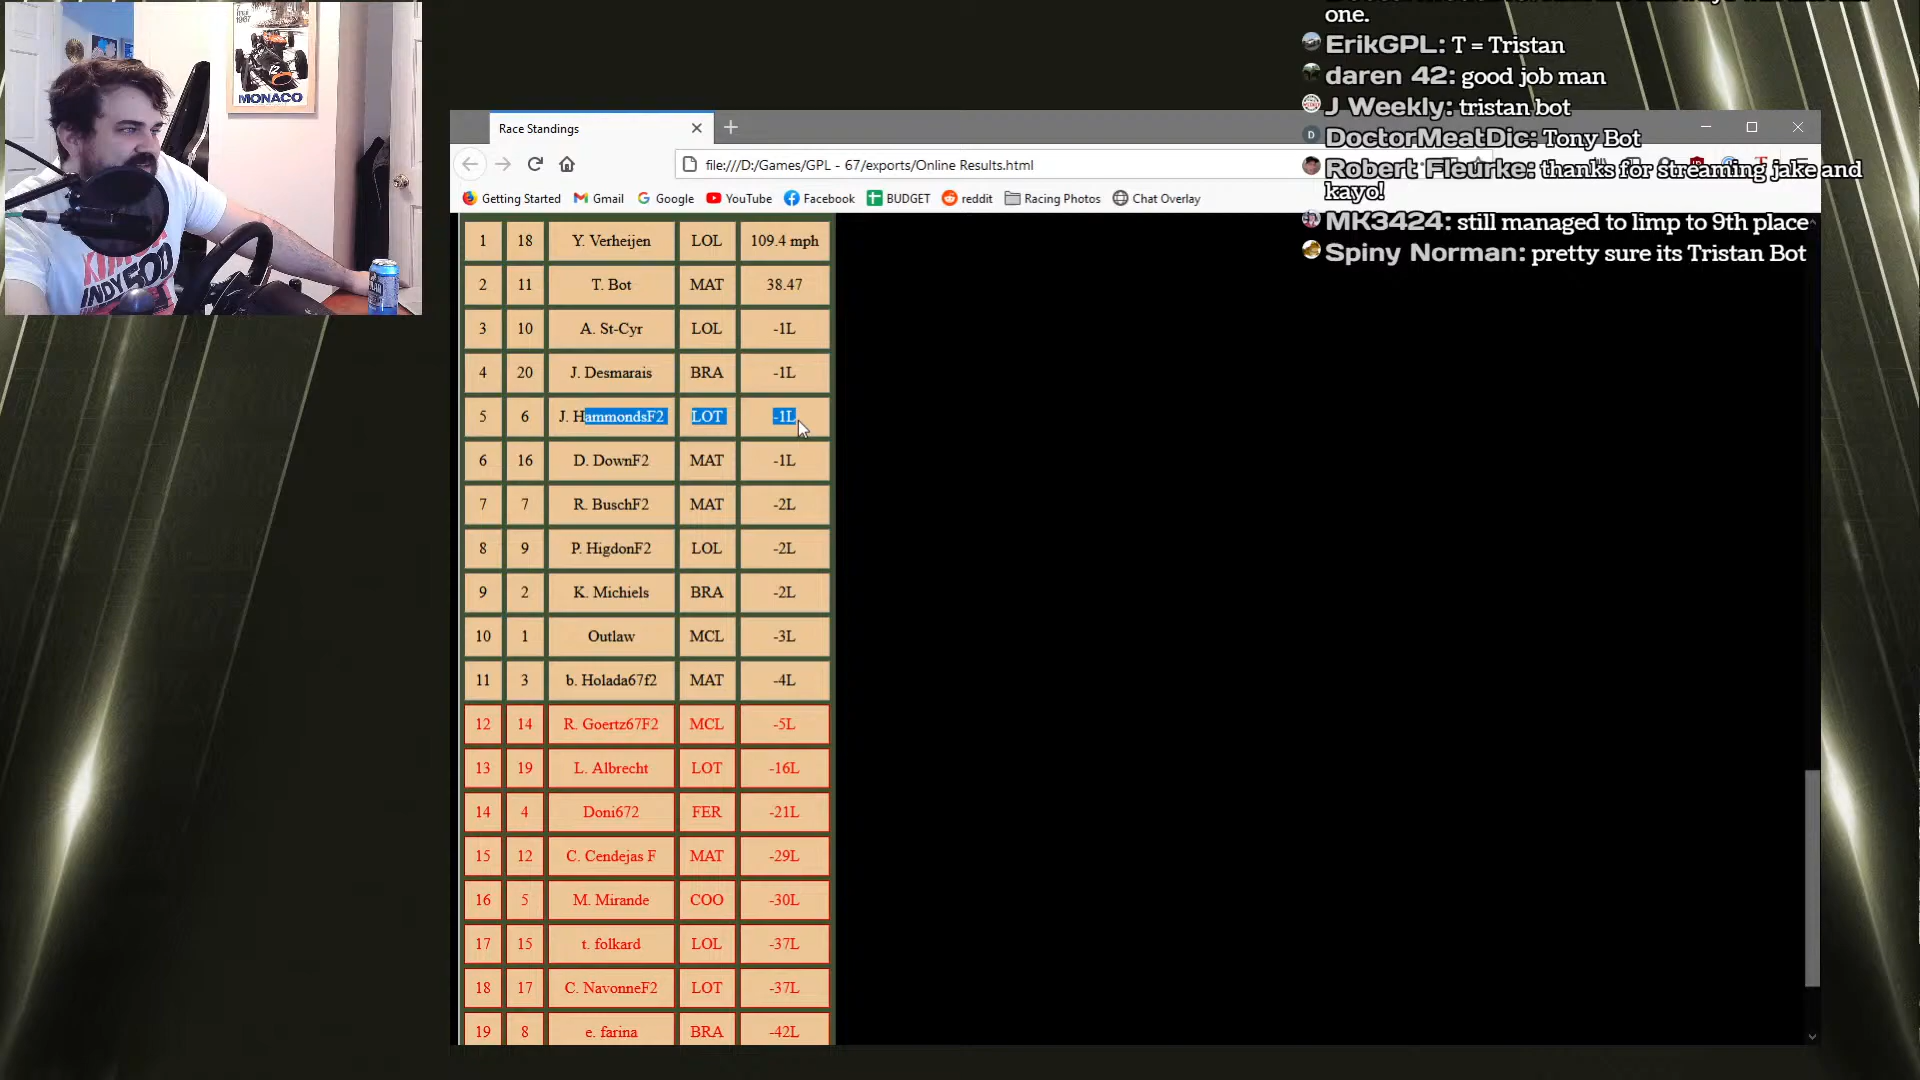 7 mai
1967
MONACO
INDY 500
one.
ErikGPL: T = Tristan
daren 42: good job man
J Weekly: tristan bot
DoctorMeatDic: Tony Bot
Robert Fleurke: thanks for streaming jake and
kayo!
MK3424: still managed to limp to 9th place
Spiny Norman: pretty sure its Tristan Bot
Race Standings
file:///D:/Games/GPL - 67/exports/Online Results.html
Getting Started Gmail Google YouTube Facebook BUDGET reddit Racing Photos Chat Overlay
1 18 Y. Verheijen LOL 109.4 mph
2 11 T. Bot MAT 38.47
3 10 A. St-Cyr LOL -1L
4 20 J. Desmarais BRA -1L
5 6 J. HammondsF2 LOT -1L
6 16 D. DownF2 MAT -1L
7 7 R. BuschF2 MAT -2L
8 9 P. HigdonF2 LOL -2L
9 2 K. Michiels BRA -2L
10 1 Outlaw MCL -3L
11 3 b. Holada67f2 MAT -4L
12 14 R. Goertz67F2 MCL -5L
13 19 L. Albrecht LOT -16L
14 4 Doni672 FER -21L
15 12 C. Cendejas F MAT -29L
16 5 M. Mirande COO -30L
17 15 t. folkard LOL -37L
18 17 C. NavonneF2 LOT -37L
19 8 e. farina BRA -42L